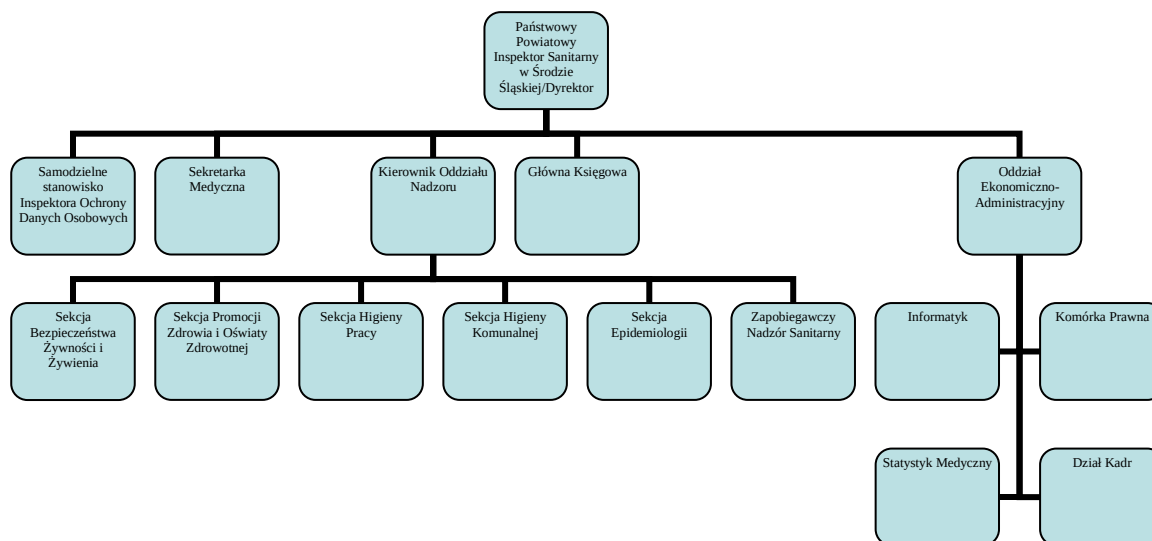 Państwowy
Powiatowy
Inspektor Sanitarny
w Środzie
Śląskiej/Dyrektor
Samodzielne
stanowisko
Inspektora Ochrony
Danych Osobowych
Sekretarka
Medyczna
Kierownik Oddziału
Nadzoru
Główna Księgowa
Oddział
Ekonomiczno-
Administracyjny
Sekcja
Bezpieczeństwa
Żywności i
Żywienia
Sekcja Promocji
Zdrowia i Oświaty
Zdrowotnej
Sekcja Higieny
Pracy
Sekcja Higieny
Komunalnej
Sekcja
Epidemiologii
Zapobiegawczy
Nadzór Sanitarny
Informatyk
Komórka Prawna
Statystyk Medyczny
Dział Kadr